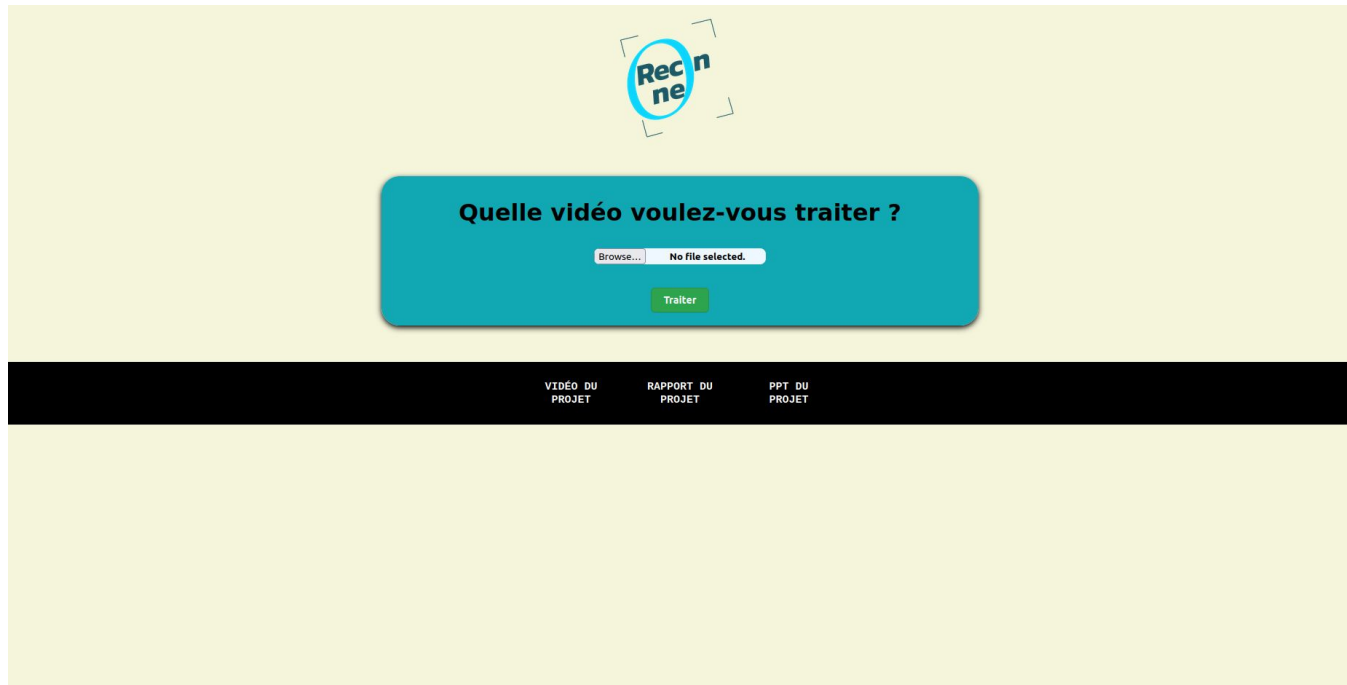 Rec n
ne
Quelle vidéo voulez-vous traiter ?
Browse... No file selected.
Traiter
VIDÉO DU
PROJET
RAPPORT DU
PROJET
PPT DU
PROJET